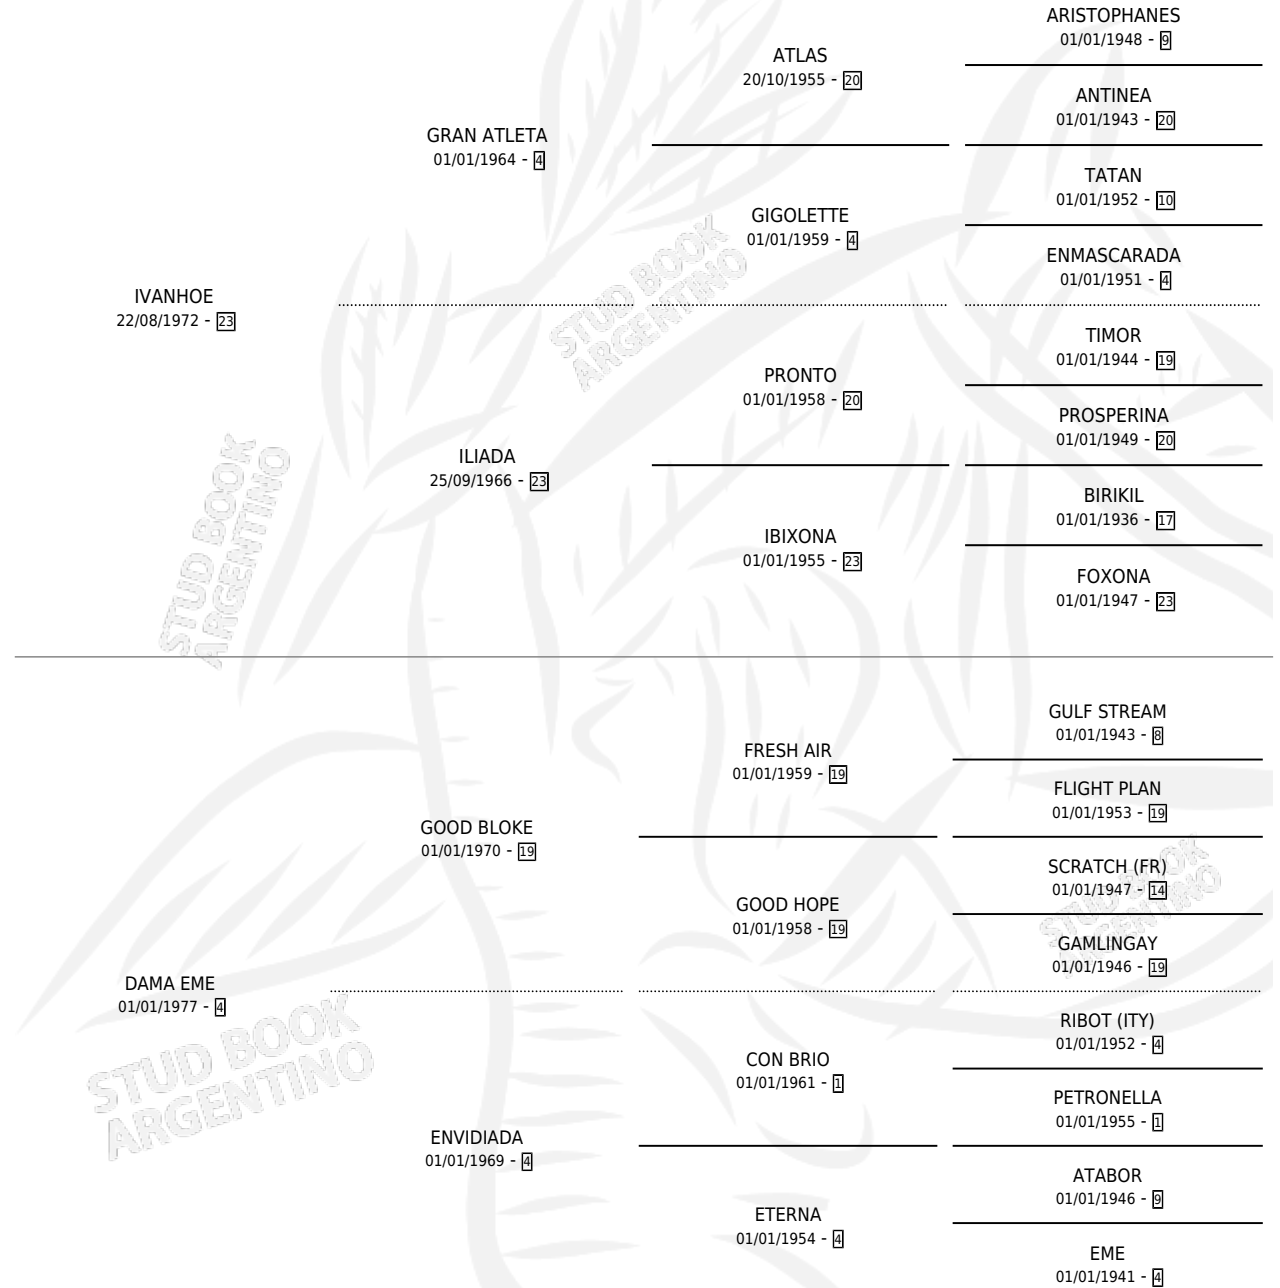 ARISTOPHANES
01/01/1948 - 9
ATLAS
20/10/1955 - 20
ANTINEA
01/01/1943 - 20
GRAN ATLETA
01/01/1964 - 4
TATAN
01/01/1952 - 10
GIGOLETTE
01/01/1959 - 4
ENMASCARADA
01/01/1951 - 4
IVANHOE
22/08/1972 - 23
STUD BOOK
ARGENTINO
TIMOR
01/01/1944 - 19
PRONTO
01/01/1958 - 20
PROSPERINA
01/01/1949 - 20
ILIADA
25/09/1966 - 23
BIRIKIL
01/01/1936 - 17
IBIXONA
01/01/1955 - 23
FOXONA
01/01/1947 - 23
STUD BOOK
ARGENTINO
GULF STREAM
01/01/1943 - 8
FRESH AIR
01/01/1959 - 19
FLIGHT PLAN
01/01/1953 - 19
GOOD BLOKE
01/01/1970 - 19
SCRATCH (FR)
01/01/1947 - 14
GOOD HOPE
01/01/1958 - 19
STUD BOOK
ARGENTINO
GAMLINGAY
01/01/1946 - 19
DAMA EME
01/01/1977 - 4
RIBOT (ITY)
01/01/1952 - 4
CON BRIO
01/01/1961 - 1
PETRONELLA
01/01/1955 - 1
STUD BOOK
ARGENTINO
ENVIDIADA
01/01/1969 - 4
ATABOR
01/01/1946 - 9
ETERNA
01/01/1954 - 4
EME
01/01/1941 - 4